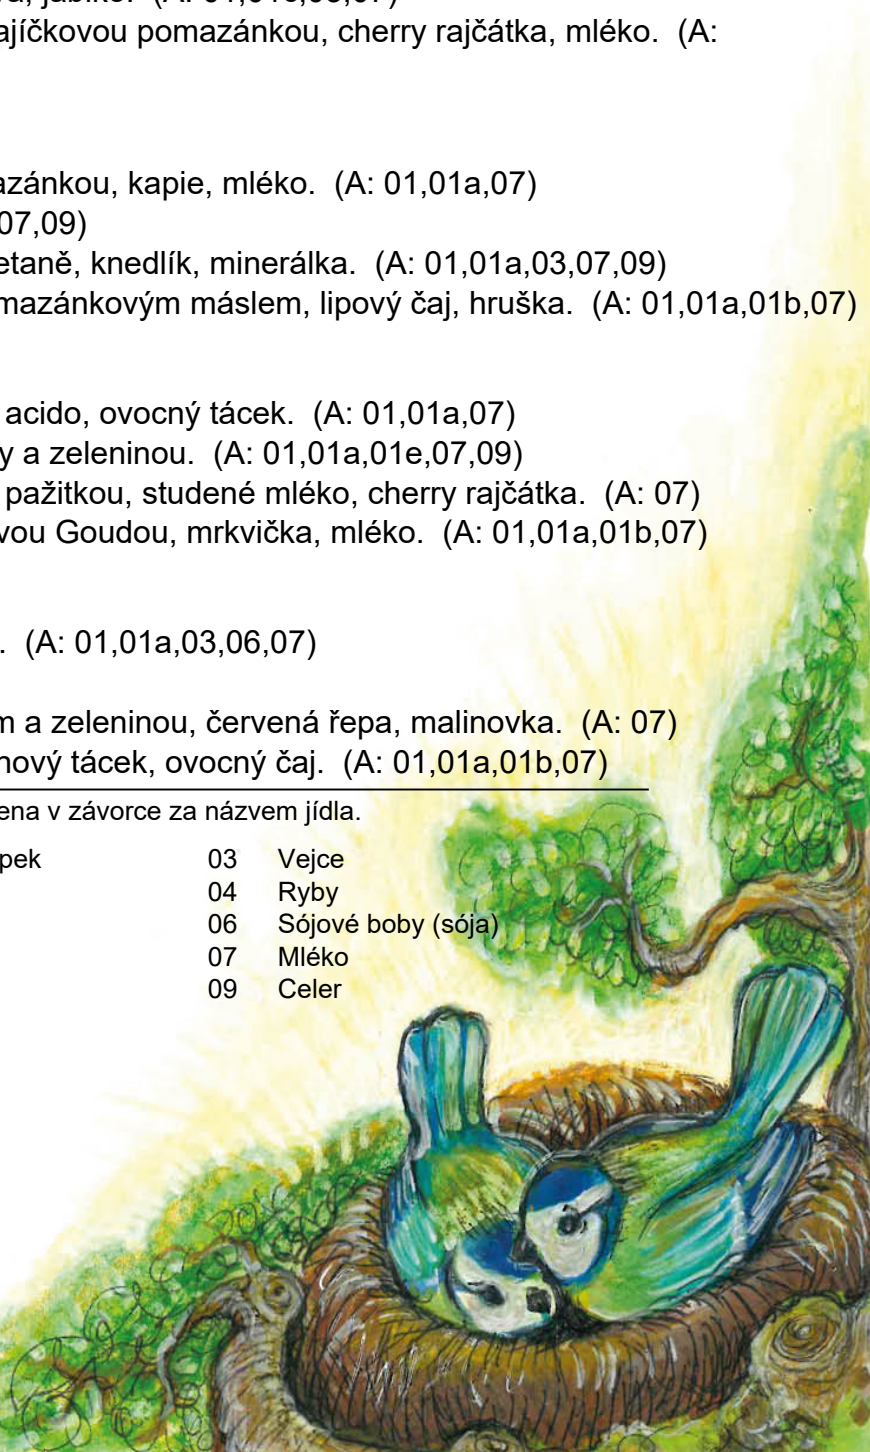 jablko. (A:
ajíčkovou pomazánkou, cherry rajčátka, mléko. (A:
azánkou, kapie, mléko. (A: 01,01a,07)
07,09)
etaně, knedlík, minerálka. (A: 01,01a,03,07,09)
mazánkovým máslem, lipový čaj, hruška. (A: 01,01a,01b,07)
acido, ovocný tácek. (A: 01,01a,07)
y a zeleninou. (A: 01,01a,01e,07,09)
pažitkou, studené mléko, cherry rajčátka. (A: 07)
vou Goudou, mrkvička, mléko. (A: 01,01a,01b,07)
. (A: 01,01a,03,06,07)
m a zeleninou, červená řepa, malinovka. (A: 07)
nový tácek, ovocný čaj. (A: 01,01a,01b,07)
ena v závorce za názvem jídla.
pek
03 Vejce
04 Ryby
06 Sójové boby (sója)
07 Mléko
09 Celer